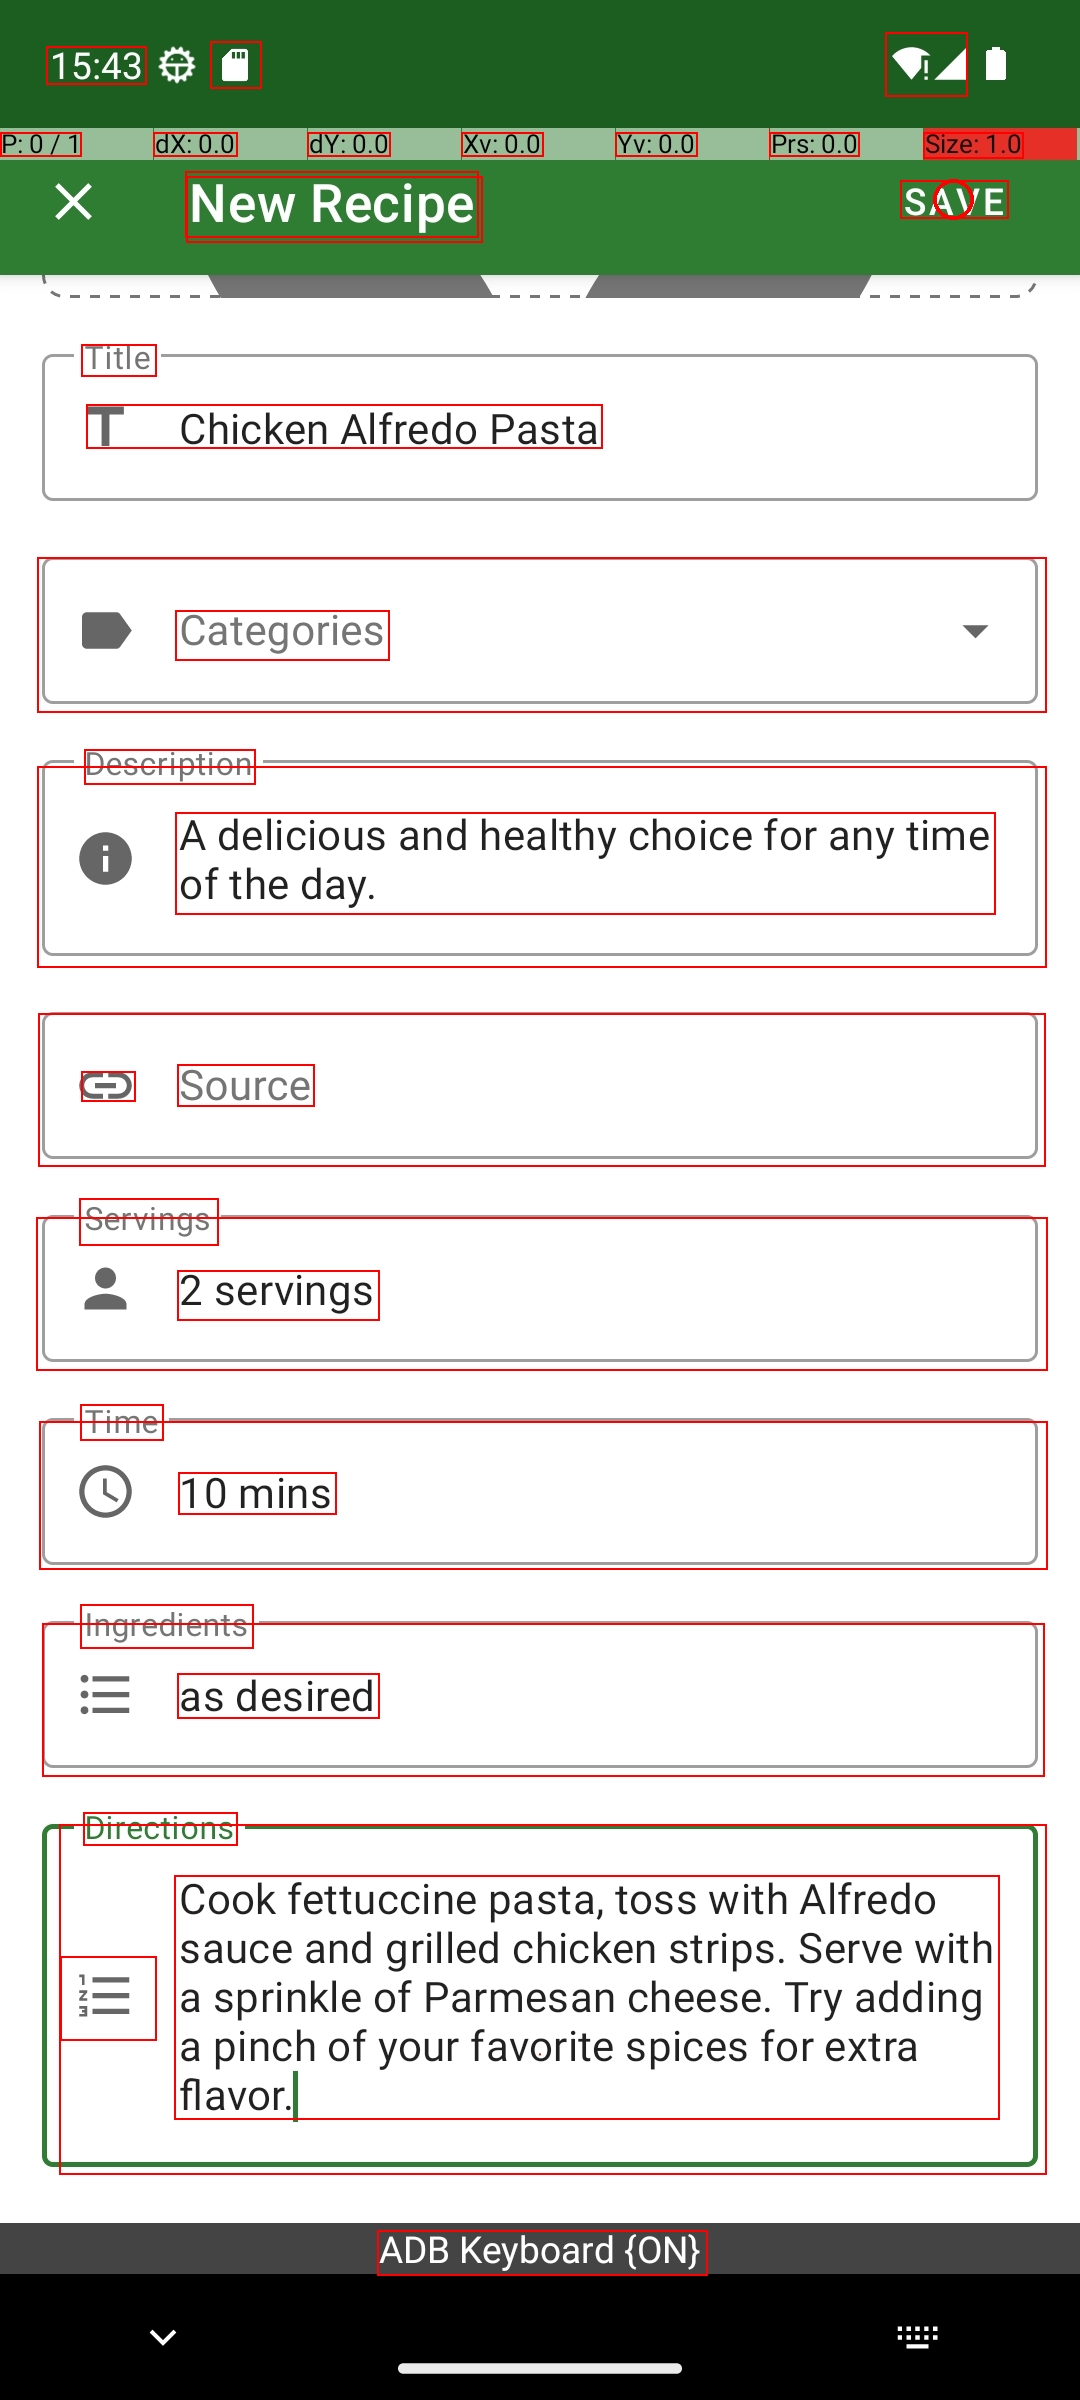 15:43
P: 0 / 1 dX: 0.0 dY: 0.0 Xv: 0.0 Yv: 0.0 Prs: 0.0 Size: 1.0
New Recipe SAVE
Title
Chicken Alfredo Pasta
Categories
Description
A delicious and healthy choice for any time
of the day.
Source
Servings
2 servings
Time
10 mins
Ingredients
as desired
Directions
Cook fettuccine pasta, toss with Alfredo
sauce and grilled chicken strips. Serve with
a sprinkle of Parmesan cheese. Try adding
a pinch of your favorite spices for extra
flavor.
ADB Keyboard {ON}